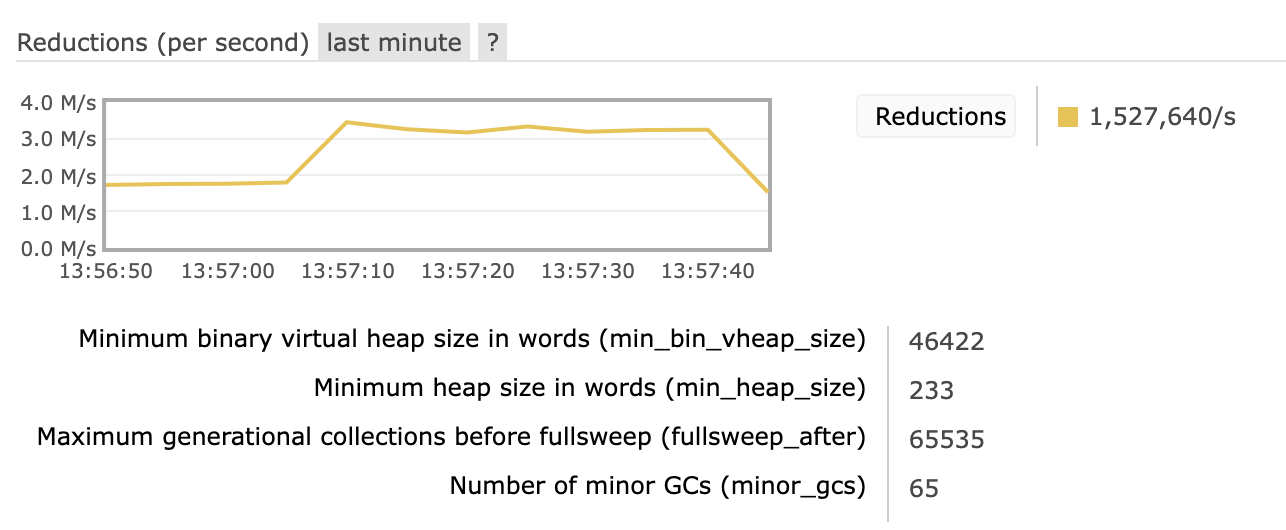 Reductions (per second) last minute ?
4.0 M/s
3.0 M/s
2.0 M/s
1.0 M/s
0.0 M/s
13:56:50 13:57:00 13:57:10 13:57:20 13:57:30 13:57:40
Reductions 1,527,640/s
Minimum binary virtual heap size in words (min_bin_vheap_size) 46422
Minimum heap size in words (min_heap_size) 233
Maximum generational collections before fullsweep (fullsweep_after) 65535
Number of minor GCs (minor_gcs) 65